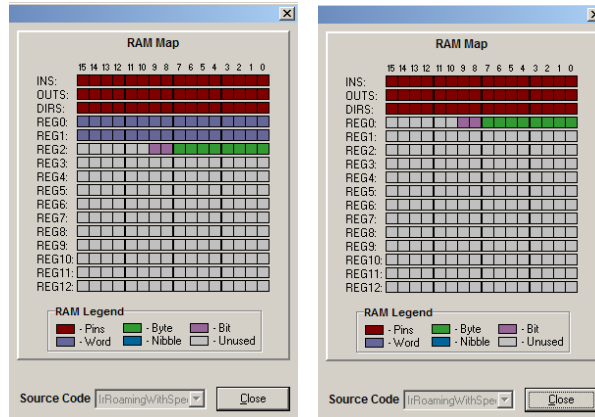 RAM Map
15 14 13 12 11 10 9 8 7 6 5 4 3 2 1 0
INS:
OUTS:
DIRS:
REG0:
REG1:
REG2:
REG3:
REG4:
REG5:
REG6:
REG7:
REG8:
REG9:
REG10:
REG11:
REG12:
RAM Legend
- Pins - Byte - Bit
- Word - Nibble - Unused
Source Code IrRoamingWithSpe Close
RAM Map
15 14 13 12 11 10 9 8 7 6 5 4 3 2 1 0
INS:
OUTS:
DIRS:
REG0:
REG1:
REG2:
REG3:
REG4:
REG5:
REG6:
REG7:
REG8:
REG9:
REG10:
REG11:
REG12:
RAM Legend
- Pins - Byte - Bit
- Word - Nibble - Unused
Source Code IrRoamingWithSpe Close